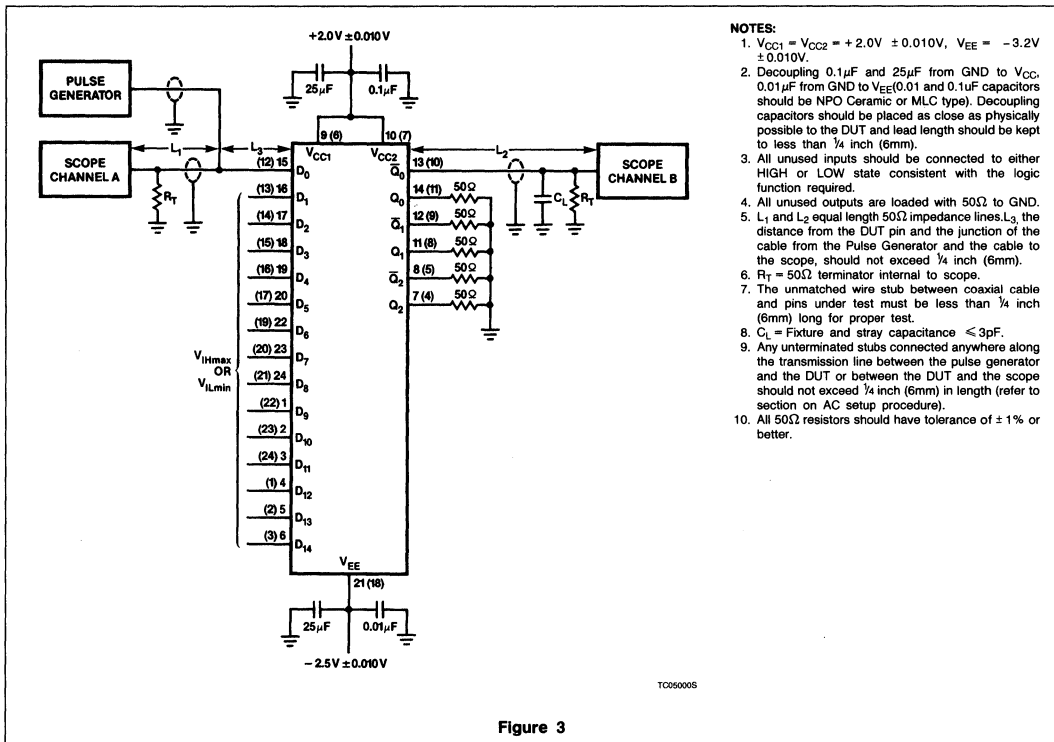 +2.0V ±0.010V
25μF
0.1μF
PULSE
GENERATOR
SCOPE
CHANNEL A
L1
L3
RT
9 (6)
10 (7)
VCC1
VCC2
(12) 15
D0
(13) 16
D1
(14) 17
D2
(15) 18
D3
(16) 19
D4
(17) 20
D5
(19) 22
D6
(20) 23
D7
(21) 24
D8
(22) 1
D9
(23) 2
D10
(24) 3
D11
(1) 4
D12
(2) 5
D13
(3) 6
D14
VIHmax
OR
VILmin
13 (10)
Q̅0
14 (11)
Q0
50Ω
12 (9)
Q̅1
50Ω
11 (8)
Q1
50Ω
8 (5)
Q̅2
50Ω
7 (4)
Q2
50Ω
L2
CL
RT
SCOPE
CHANNEL B
VEE
21 (18)
25μF
0.01μF
−2.5V ±0.010V
TC05000S
NOTES:
1. VCC1 = VCC2 = +2.0V ±0.010V, VEE = −3.2V
±0.010V.
2. Decoupling 0.1μF and 25μF from GND to VCC,
0.01μF from GND to VEE(0.01 and 0.1uF capacitors
should be NPO Ceramic or MLC type). Decoupling
capacitors should be placed as close as physically
possible to the DUT and lead length should be kept
to less than ¼ inch (6mm).
3. All unused inputs should be connected to either
HIGH or LOW state consistent with the logic
function required.
4. All unused outputs are loaded with 50Ω to GND.
5. L1 and L2 equal length 50Ω impedance lines.L3, the
distance from the DUT pin and the junction of the
cable from the Pulse Generator and the cable to
the scope, should not exceed ¼ inch (6mm).
6. RT = 50Ω terminator internal to scope.
7. The unmatched wire stub between coaxial cable
and pins under test must be less than ¼ inch
(6mm) long for proper test.
8. CL = Fixture and stray capacitance ≤ 3pF.
9. Any unterminated stubs connected anywhere along
the transmission line between the pulse generator
and the DUT or between the DUT and the scope
should not exceed ¼ inch (6mm) in length (refer to
section on AC setup procedure).
10. All 50Ω resistors should have tolerance of ±1% or
better.
Figure 3